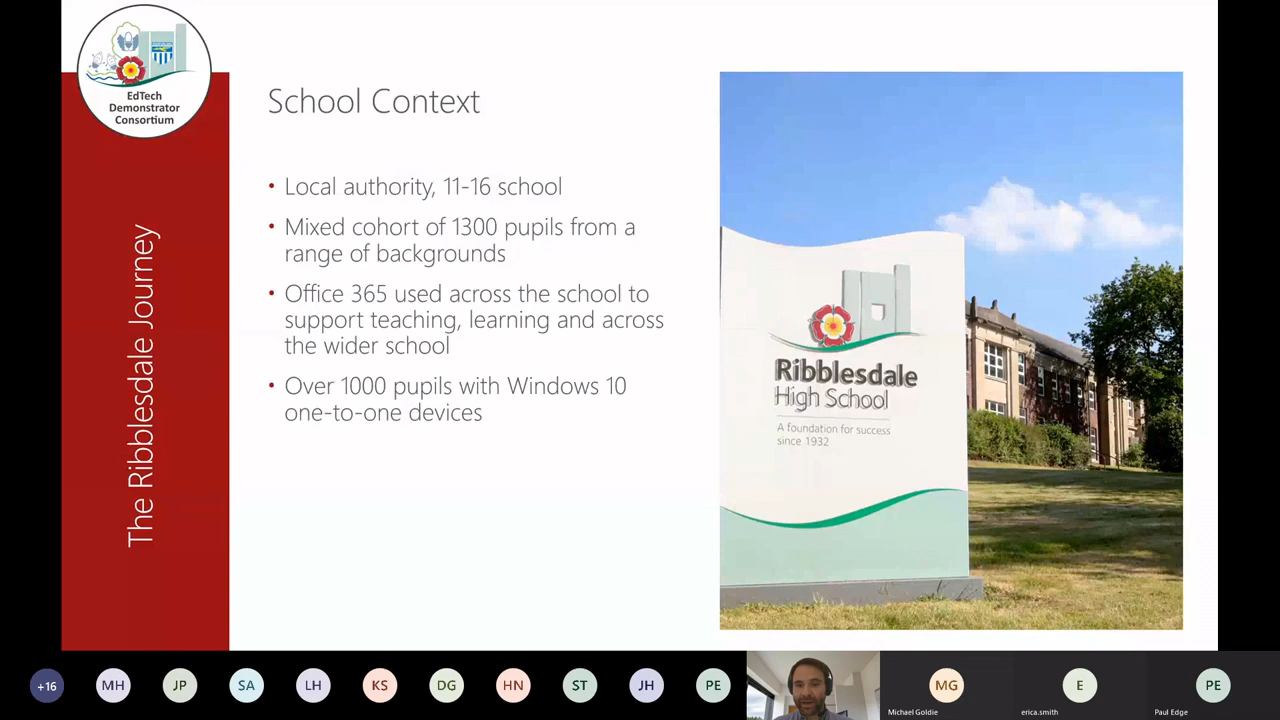 EdTech
Demonstrator
Consortium
The Ribblesdale Journey
School Context
• Local authority, 11-16 school
• Mixed cohort of 1300 pupils from a
range of backgrounds
• Office 365 used across the school to
support teaching, learning and across
the wider school
• Over 1000 pupils with Windows 10
one-to-one devices
Ribblesdale
High School
A foundation for success
since 1932
+16
MH
JP
SA
LH
KS
DG
HN
ST
JH
PE
MG
Michael Goldie
E
erica.smith
PE
Paul Edge